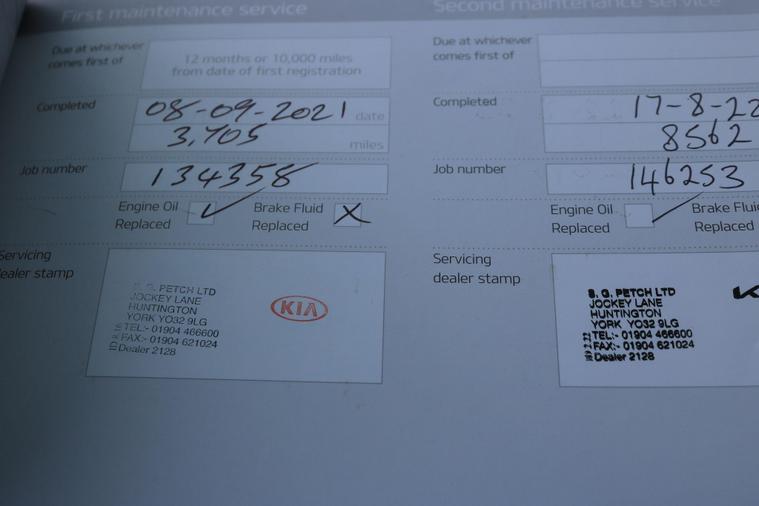 First maintenance service
Due at whichever
comes first of
12 months or 10,000 miles
from date of first registration
Completed
08-09-2021 date
3,705 miles
Job number
134358
Engine Oil
Replaced
Brake Fluid
Replaced
Servicing
dealer stamp
S. G. PETCH LTD
JOCKEY LANE
HUNTINGTON
YORK YO32 9LG
TEL:- 01904 466600
FAX:- 01904 621024
Dealer 2128
KIA
Second maintenance service
Due at whichever
comes first of
Completed
17-8-22
8562
Job number
146253
Engine Oil
Replaced
Brake Fluid
Replaced
Servicing
dealer stamp
S. G. PETCH LTD
JOCKEY LANE
HUNTINGTON
YORK YO32 9LG
TEL:- 01904 466600
FAX:- 01904 621024
Dealer 2128